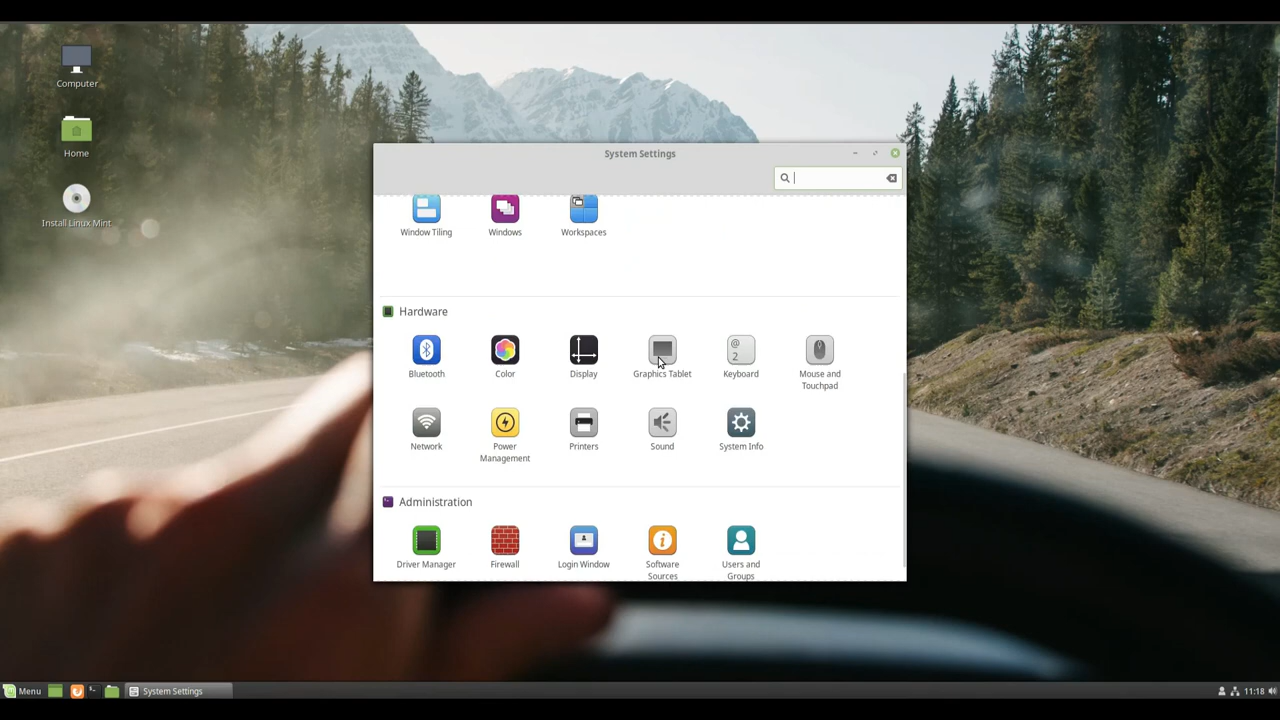 Computer
Home
Install Linux Mint
System Settings
Window Tiling
Windows
Workspaces
Hardware
Bluetooth
Color
Display
Graphics Tablet
Keyboard
Mouse and
Touchpad
Network
Power
Management
Printers
Sound
System Info
Administration
Driver Manager
Firewall
Login Window
Software
Sources
Users and
Groups
Menu
System Settings
11:18